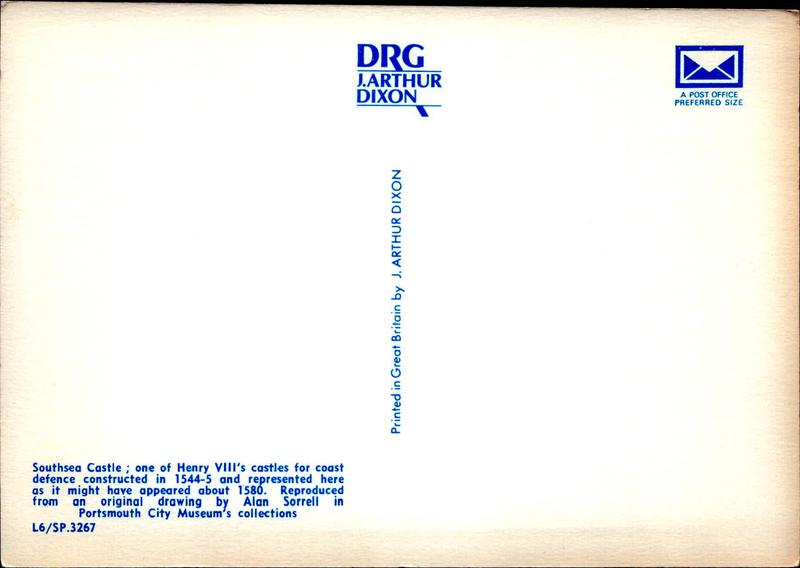 DRG
J.ARTHUR
DIXON
A POST OFFICE
PREFERRED SIZE
Printed in Great Britain by J. ARTHUR DIXON
Southsea Castle ; one of Henry VIII's castles for coast
defence constructed in 1544-5 and represented here
as it might have appeared about 1580. Reproduced
from an original drawing by Alan Sorrell in
Portsmouth City Museum's collections
L6/SP.3267